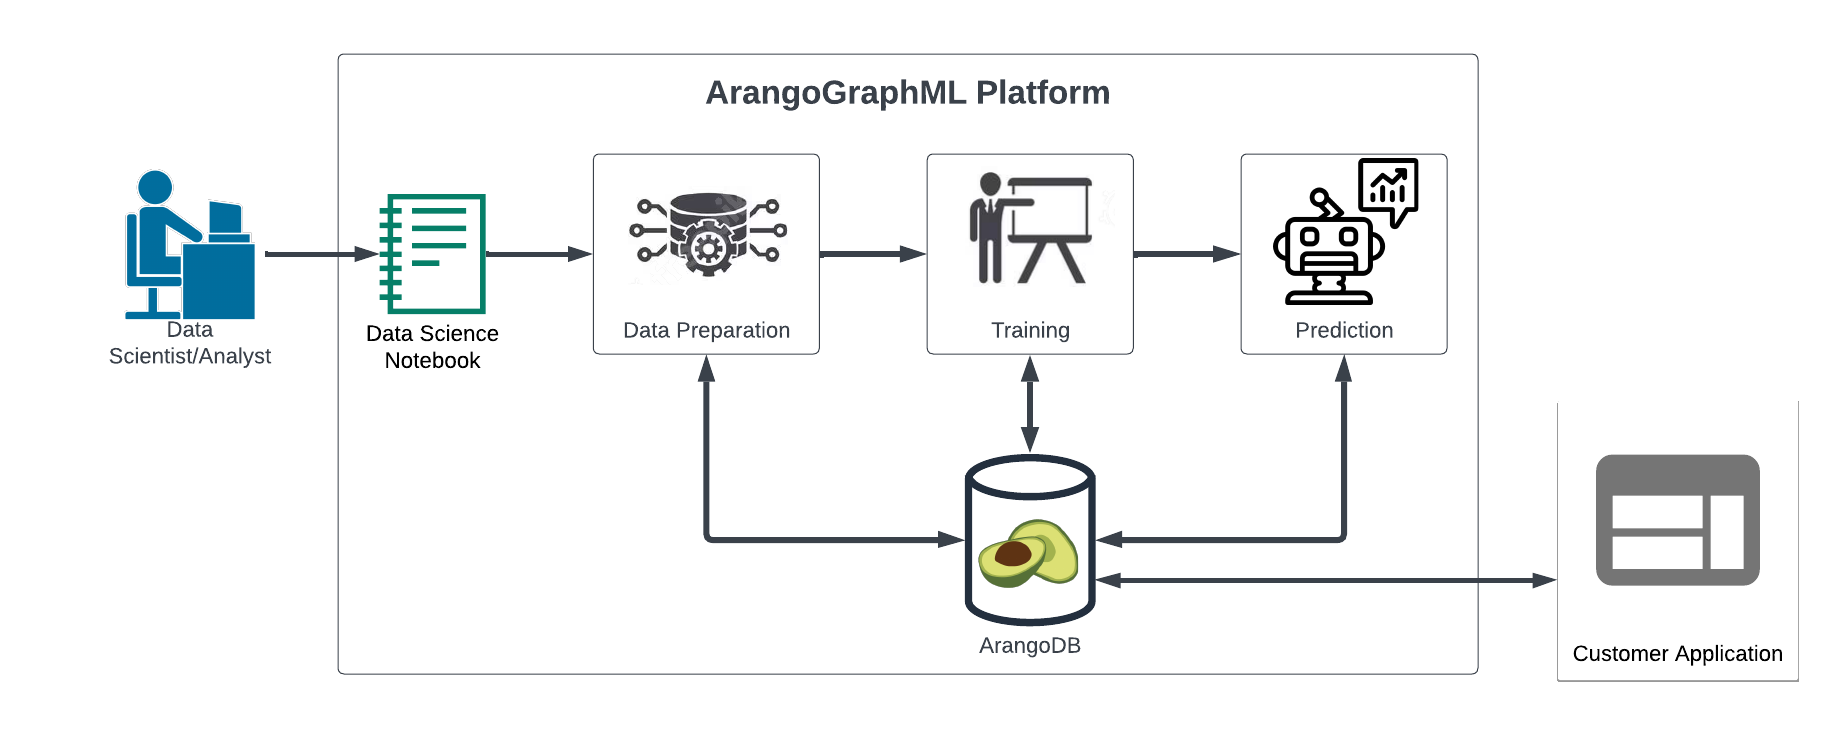 ArangoGraphML Platform
Data
Scientist/Analyst
Data Science
Notebook
Data Preparation
Training
Prediction
ArangoDB
Customer Application